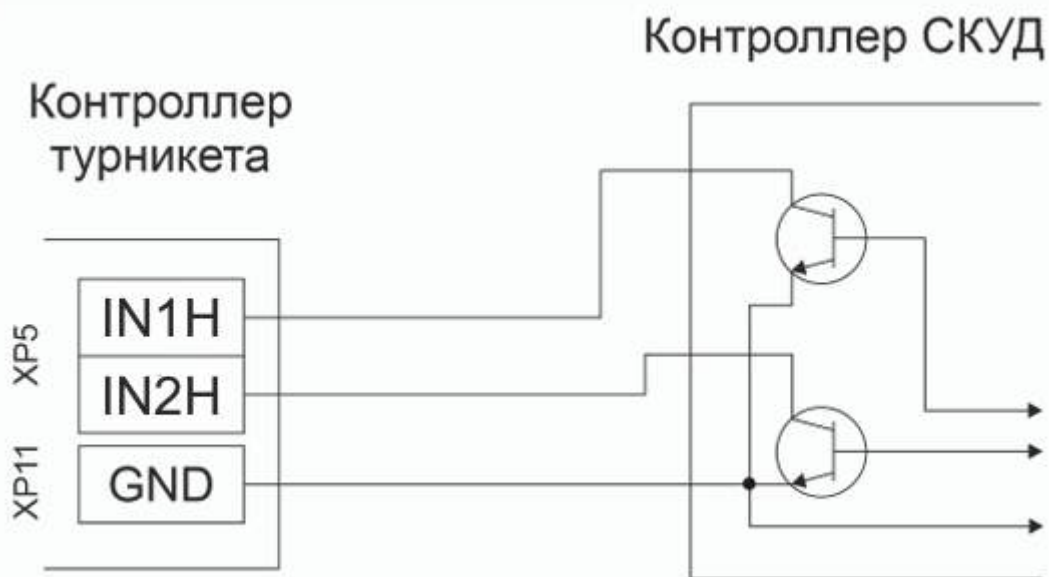 Контроллер СКУД
Контроллер
турникета
XP5
IN1H
IN2H
XP11
GND